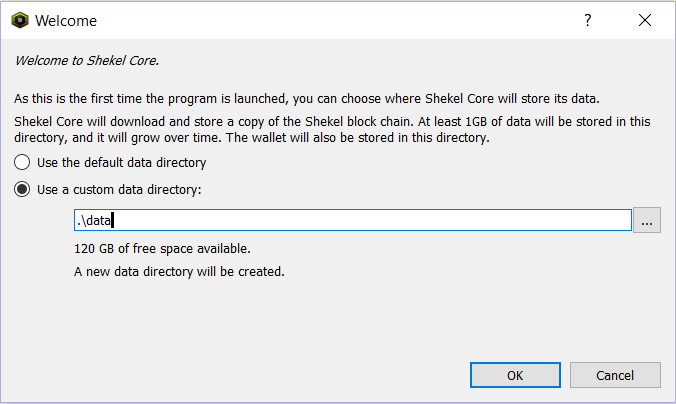 Welcome
?
Welcome to Shekel Core.
As this is the first time the program is launched, you can choose where Shekel Core will store its data.
Shekel Core will download and store a copy of the Shekel block chain. At least 1GB of data will be stored in this
directory, and it will grow over time. The wallet will also be stored in this directory.
Use the default data directory
Use a custom data directory:
.\data
...
120 GB of free space available.
A new data directory will be created.
OK
Cancel